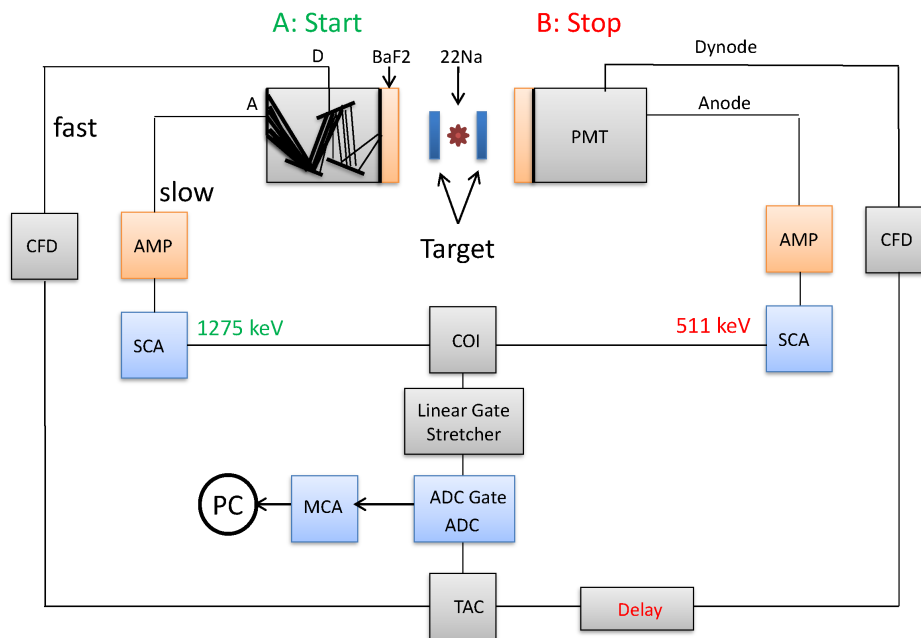 A: Start
B: Stop
D
BaF2
22Na
Dynode
A
Anode
fast
PMT
slow
CFD
AMP
Target
AMP
CFD
1275 keV
511 keV
SCA
COI
SCA
Linear Gate
Stretcher
PC
MCA
ADC Gate
ADC
TAC
Delay